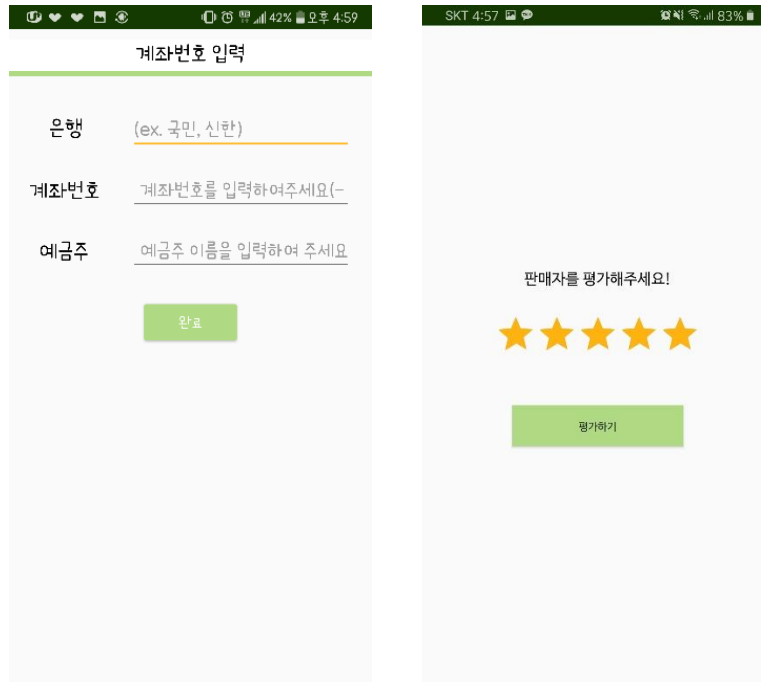 42% 오후 4:59
계좌번호 입력
은행 (ex. 국민, 신한)
계좌번호 계좌번호를 입력하여주세요(-
예금주 예금주 이름을 입력하여 주세요
완료
SKT 4:57 83%
판매자를 평가해주세요!
평가하기